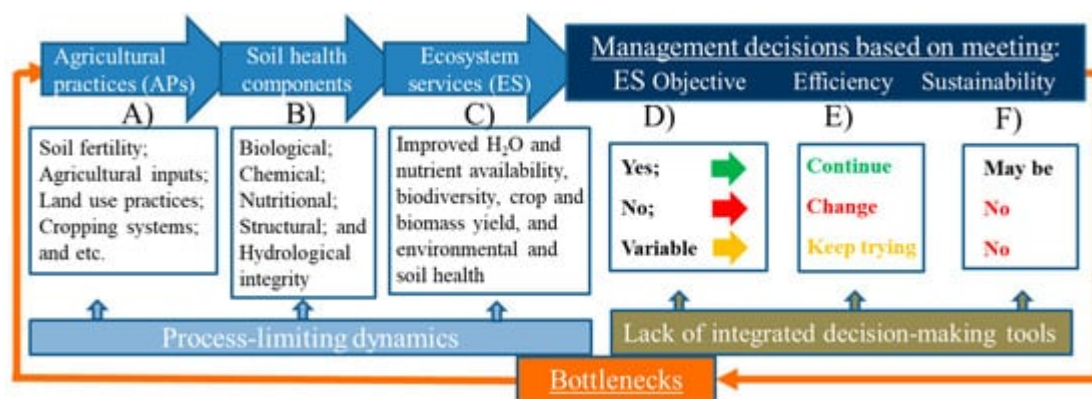 Agricultural
practices (APs)
Soil health
components
Ecosystem
services (ES)
Management decisions based on meeting:
ES Objective Efficiency Sustainability
A)
B)
C)
D)
E)
F)
Soil fertility;
Agricultural inputs;
Land use practices;
Cropping systems;
and etc.
Biological;
Chemical;
Nutritional;
Structural; and
Hydrological
integrity
Improved H₂O and
nutrient availability,
biodiversity, crop and
biomass yield, and
environmental and
soil health
Yes;
No;
Variable
Continue
Change
Keep trying
May be
No
No
Process-limiting dynamics
Lack of integrated decision-making tools
Bottlenecks